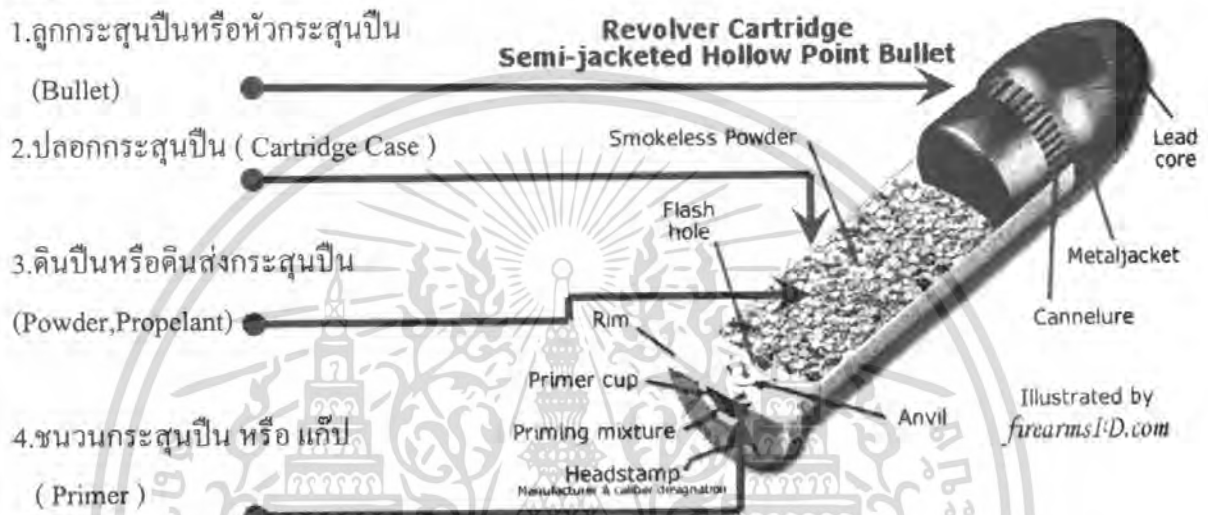 1.ลูกกระสุนปืนหรือหัวกระสุนปืน
(Bullet)
2.ปลอกกระสุนปืน ( Cartridge Case )
3.ดินปืนหรือดินส่งกระสุนปืน
(Powder,Propelant)
4.ชนวนกระสุนปืน หรือ แก๊ป
( Primer )
Revolver Cartridge
Semi-jacketed Hollow Point Bullet
Smokeless Powder
Lead
core
Flash
hole
Metaljacket
Cannelure
Rim
Primer cup
Anvil
Priming mixture
Headstamp
Manufacturer & caliber designation
Illustrated by
firearmsID.com